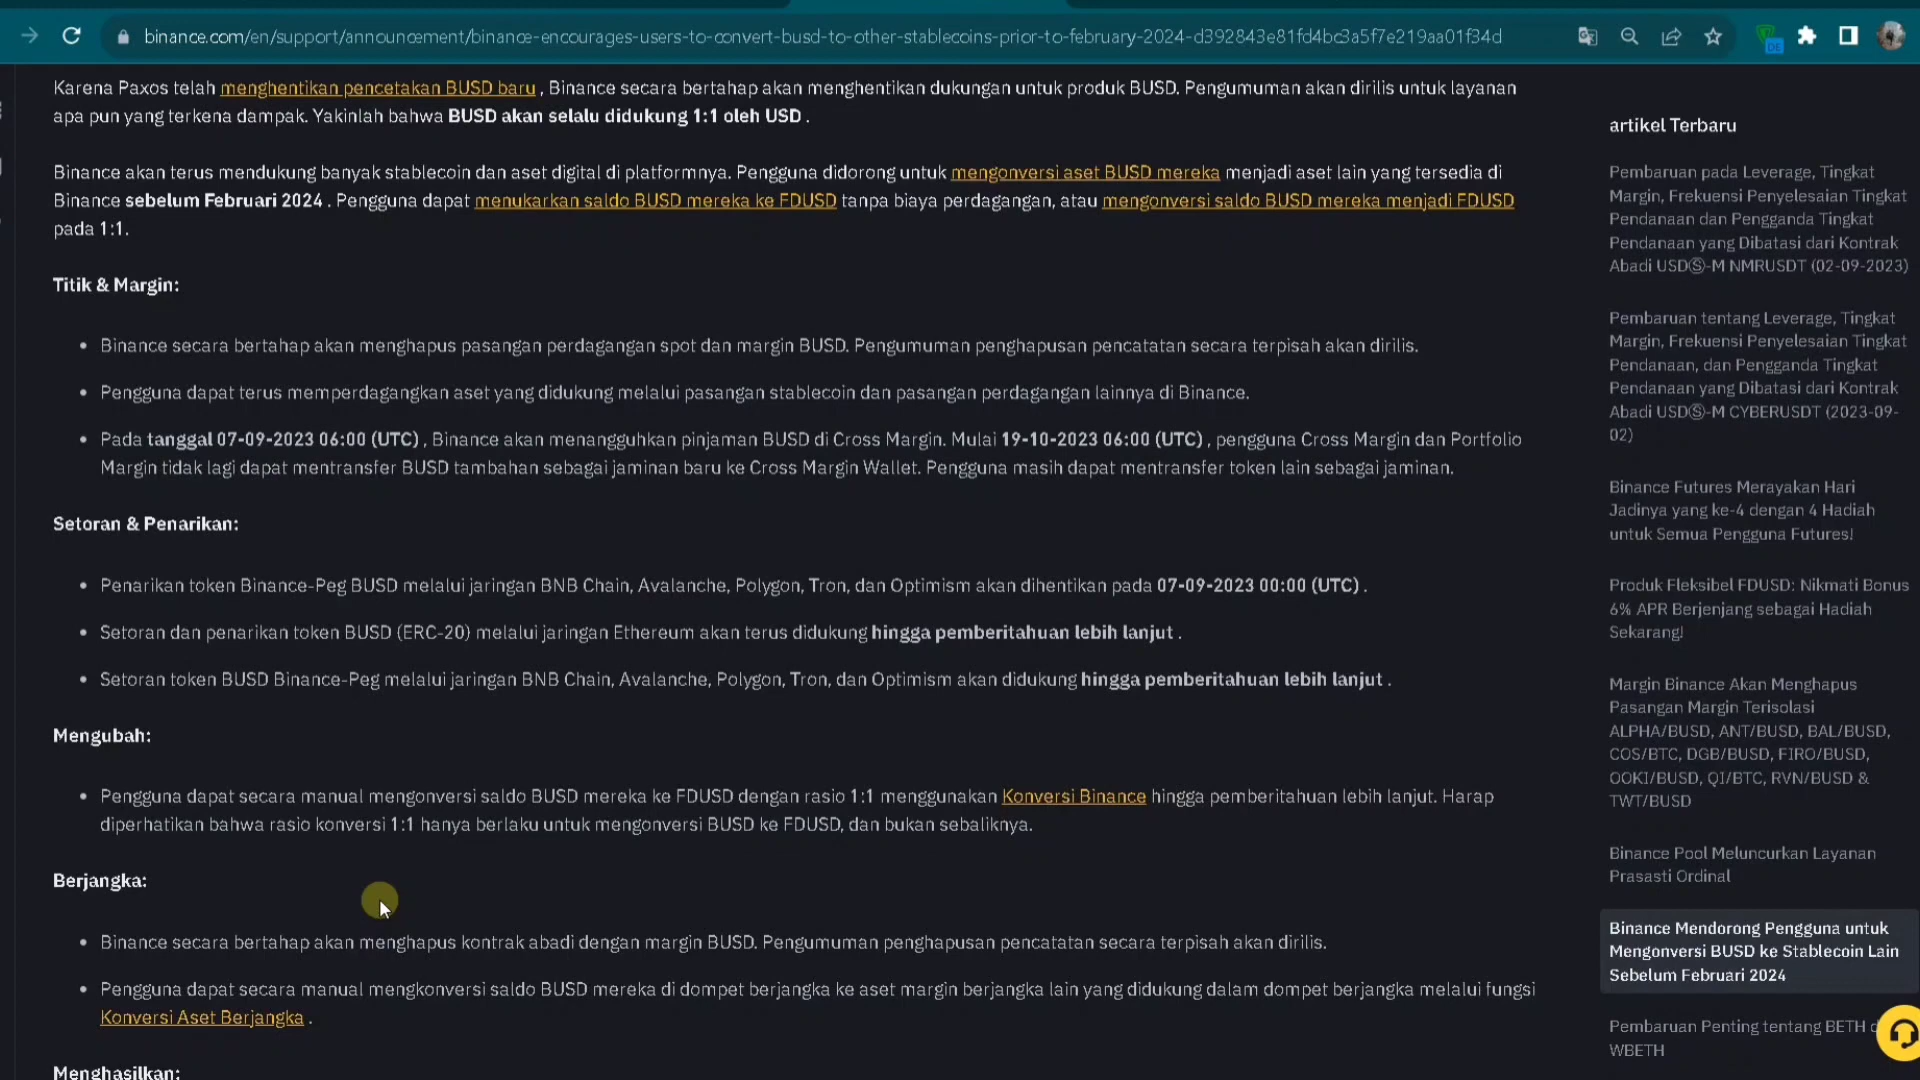 binance.com/en/support/announcement/binance-encourages-users-to-convert-busd-to-other-stablecoins-prior-to-february-2024-d392843e81fd4bc3a5f7e219aa01f34d
DE
Karena Paxos telah menghentikan pencetakan BUSD baru , Binance secara bertahap akan menghentikan dukungan untuk produk BUSD. Pengumuman akan dirilis untuk layanan
apa pun yang terkena dampak. Yakinlah bahwa BUSD akan selalu didukung 1:1 oleh USD .
Binance akan terus mendukung banyak stablecoin dan aset digital di platformnya. Pengguna didorong untuk mengonversi aset BUSD mereka menjadi aset lain yang tersedia di
Binance sebelum Februari 2024 . Pengguna dapat menukarkan saldo BUSD mereka ke FDUSD tanpa biaya perdagangan, atau mengonversi saldo BUSD mereka menjadi FDUSD
pada 1:1.
Titik & Margin:
• Binance secara bertahap akan menghapus pasangan perdagangan spot dan margin BUSD. Pengumuman penghapusan pencatatan secara terpisah akan dirilis.
• Pengguna dapat terus memperdagangkan aset yang didukung melalui pasangan stablecoin dan pasangan perdagangan lainnya di Binance.
• Pada tanggal 07-09-2023 06:00 (UTC) , Binance akan menangguhkan pinjaman BUSD di Cross Margin. Mulai 19-10-2023 06:00 (UTC) , pengguna Cross Margin dan Portfolio
Margin tidak lagi dapat mentransfer BUSD tambahan sebagai jaminan baru ke Cross Margin Wallet. Pengguna masih dapat mentransfer token lain sebagai jaminan.
Setoran & Penarikan:
• Penarikan token Binance-Peg BUSD melalui jaringan BNB Chain, Avalanche, Polygon, Tron, dan Optimism akan dihentikan pada 07-09-2023 00:00 (UTC) .
• Setoran dan penarikan token BUSD (ERC-20) melalui jaringan Ethereum akan terus didukung hingga pemberitahuan lebih lanjut .
• Setoran token BUSD Binance-Peg melalui jaringan BNB Chain, Avalanche, Polygon, Tron, dan Optimism akan didukung hingga pemberitahuan lebih lanjut .
Mengubah:
• Pengguna dapat secara manual mengonversi saldo BUSD mereka ke FDUSD dengan rasio 1:1 menggunakan Konversi Binance hingga pemberitahuan lebih lanjut. Harap
diperhatikan bahwa rasio konversi 1:1 hanya berlaku untuk mengonversi BUSD ke FDUSD, dan bukan sebaliknya.
Berjangka:
• Binance secara bertahap akan menghapus kontrak abadi dengan margin BUSD. Pengumuman penghapusan pencatatan secara terpisah akan dirilis.
• Pengguna dapat secara manual mengkonversi saldo BUSD mereka di dompet berjangka ke aset margin berjangka lain yang didukung dalam dompet berjangka melalui fungsi
Konversi Aset Berjangka .
Menghasilkan:
artikel Terbaru
Pembaruan pada Leverage, Tingkat
Margin, Frekuensi Penyelesaian Tingkat
Pendanaan dan Pengganda Tingkat
Pendanaan yang Dibatasi dari Kontrak
Abadi USDⓈ-M NMRUSDT (02-09-2023)
Pembaruan tentang Leverage, Tingkat
Margin, Frekuensi Penyelesaian Tingkat
Pendanaan, dan Pengganda Tingkat
Pendanaan yang Dibatasi dari Kontrak
Abadi USDⓈ-M CYBERUSDT (2023-09-
02)
Binance Futures Merayakan Hari
Jadinya yang ke-4 dengan 4 Hadiah
untuk Semua Pengguna Futures!
Produk Fleksibel FDUSD: Nikmati Bonus
6% APR Berjenjang sebagai Hadiah
Sekarang!
Margin Binance Akan Menghapus
Pasangan Margin Terisolasi
ALPHA/BUSD, ANT/BUSD, BAL/BUSD,
COS/BTC, DGB/BUSD, FIRO/BUSD,
OOKI/BUSD, QI/BTC, RVN/BUSD &
TWT/BUSD
Binance Pool Meluncurkan Layanan
Prasasti Ordinal
Binance Mendorong Pengguna untuk
Mengonversi BUSD ke Stablecoin Lain
Sebelum Februari 2024
Pembaruan Penting tentang BETH
WBETH